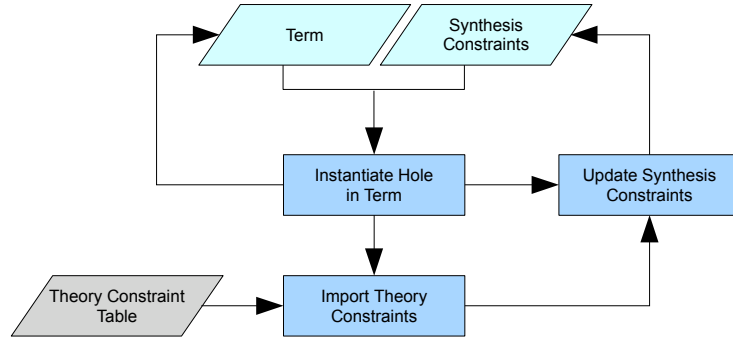 Term
Synthesis
Constraints
Instantiate Hole
in Term
Update Synthesis
Constraints
Theory Constraint
Table
Import Theory
Constraints